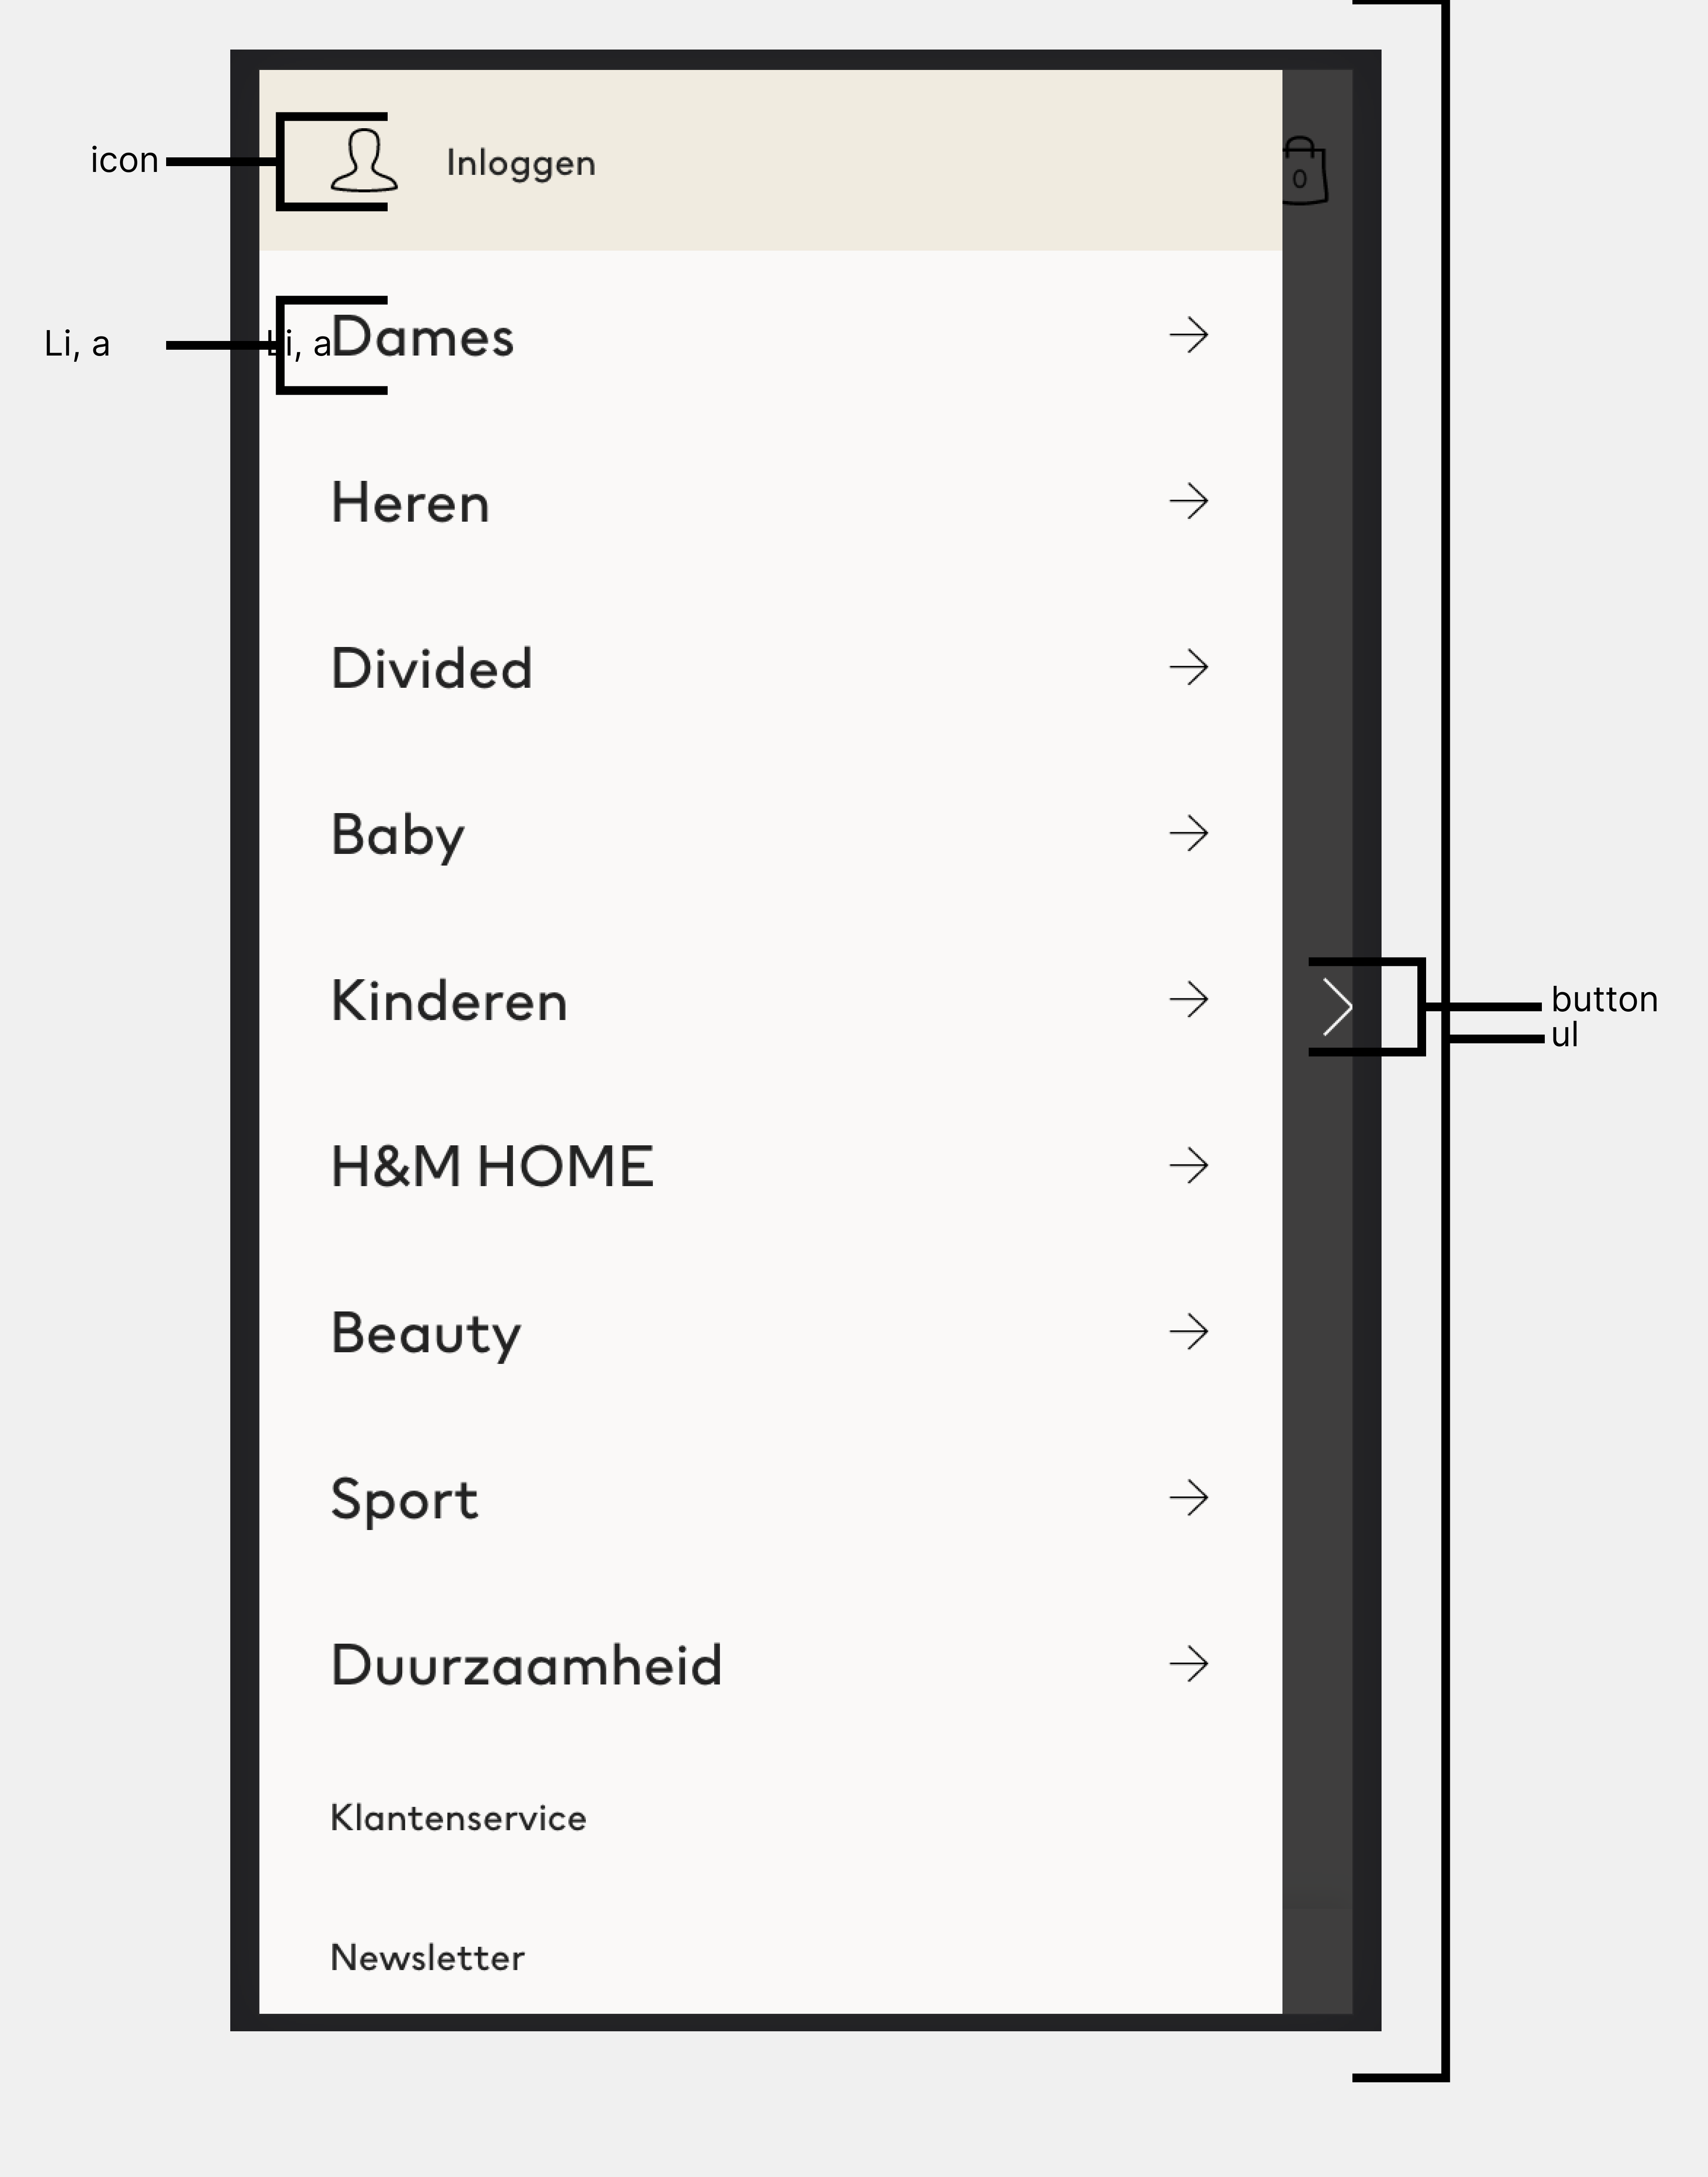 icon
Inloggen
0
Li, a
Li, a
Dames
Heren
Divided
Baby
Kinderen
button
ul
H&M HOME
Beauty
Sport
Duurzaamheid
Klantenservice
Newsletter